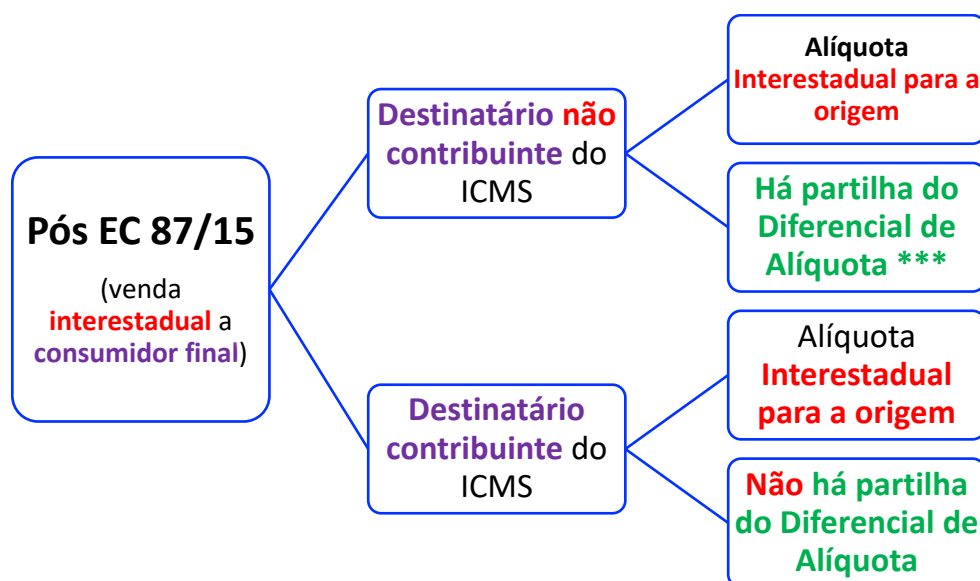 Pós EC 87/15
(venda
interestadual a
consumidor final)
Destinatário não
contribuinte do
ICMS
Alíquota
Interestadual para a
origem
Há partilha do
Diferencial de
Alíquota ***
Destinatário
contribuinte do
ICMS
Alíquota
Interestadual
para a origem
Não há partilha
do Diferencial de
Alíquota